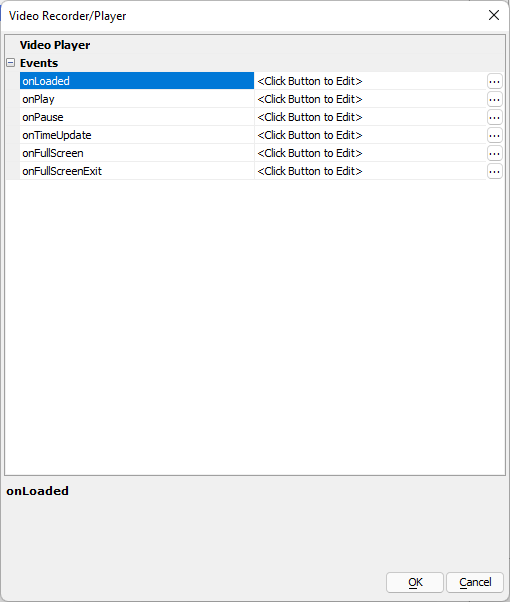 Video Recorder/Player
Video Player
Events
onLoaded <Click Button to Edit> ...
onPlay <Click Button to Edit> ...
onPause <Click Button to Edit> ...
onTimeUpdate <Click Button to Edit> ...
onFullScreen <Click Button to Edit> ...
onFullScreenExit <Click Button to Edit> ...
onLoaded
OK Cancel